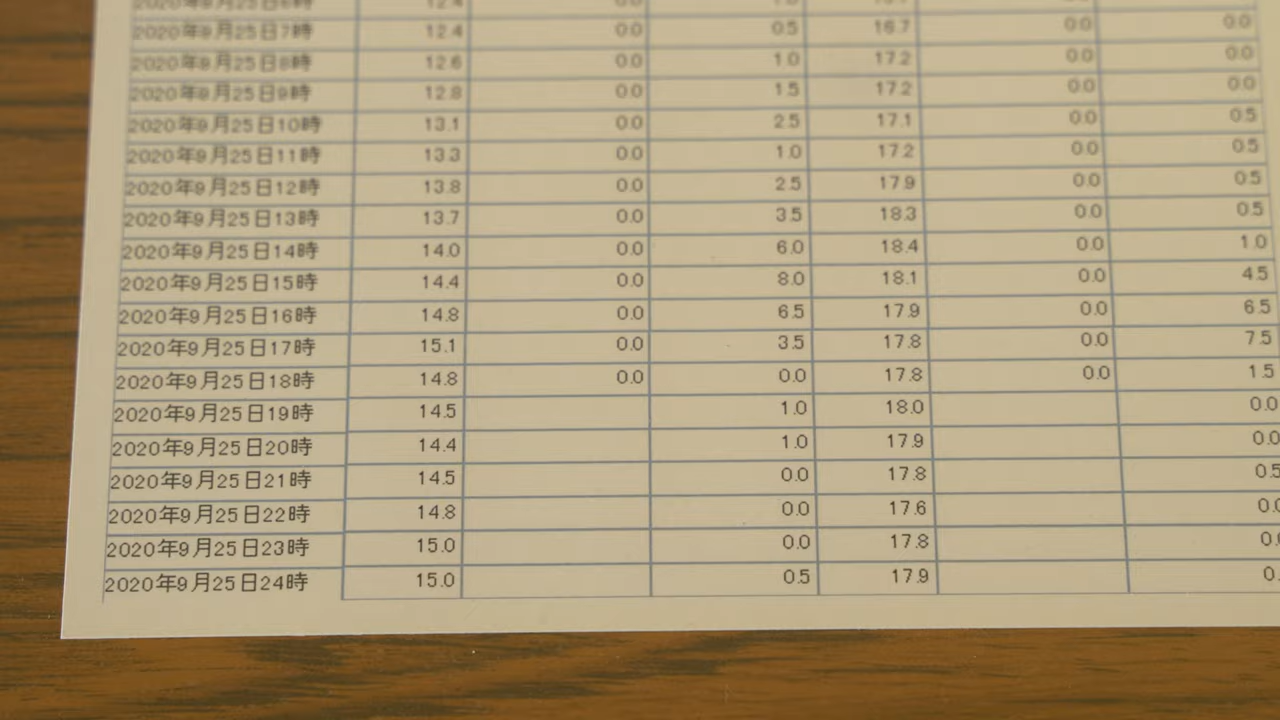 2020年9月25日6時 12.4 0.0
2020年9月25日7時 12.4 0.0 0.5 16.7 0.0 0.0
2020年9月25日8時 12.6 0.0 1.0 17.2 0.0 0.0
2020年9月25日9時 12.8 0.0 1.5 17.2 0.0 0.0
2020年9月25日10時 13.1 0.0 2.5 17.1 0.0 0.5
2020年9月25日11時 13.3 0.0 1.0 17.2 0.0 0.5
2020年9月25日12時 13.8 0.0 2.5 17.9 0.0 0.5
2020年9月25日13時 13.7 0.0 3.5 18.3 0.0 0.5
2020年9月25日14時 14.0 0.0 6.0 18.4 0.0 1.0
2020年9月25日15時 14.4 0.0 8.0 18.1 0.0 4.5
2020年9月25日16時 14.8 0.0 6.5 17.9 0.0 6.5
2020年9月25日17時 15.1 0.0 3.5 17.8 0.0 7.5
2020年9月25日18時 14.8 0.0 0.0 17.8 0.0 1.5
2020年9月25日19時 14.5 1.0 18.0 0.0
2020年9月25日20時 14.4 1.0 17.9 0.0
2020年9月25日21時 14.5 0.0 17.8 0.5
2020年9月25日22時 14.8 0.0 17.6 0.0
2020年9月25日23時 15.0 0.0 17.8
2020年9月25日24時 15.0 0.5 17.9